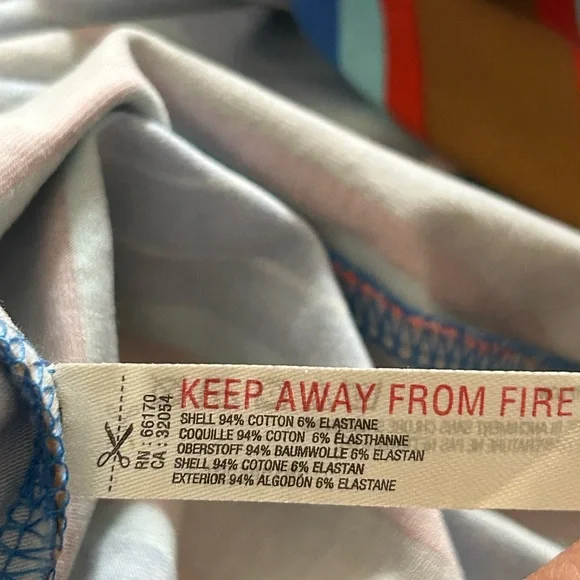 RN : 66170
CA : 32054
KEEP AWAY FROM FIRE
SHELL 94% COTTON 6% ELASTANE
COQUILLE 94% COTON 6% ÉLASTHANNE
OBERSTOFF 94% BAUMWOLLE 6% ELASTAN
SHELL 94% COTONE 6% ELASTAN
EXTERIOR 94% ALGODÓN 6% ELASTANE